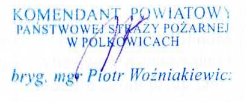 KOMENDANT POWIATOWY
PAŃSTWOWEJ STRAŻY POŻARNEJ
W POLKOWICACH
bryg. mgr Piotr Woźniakiewicz